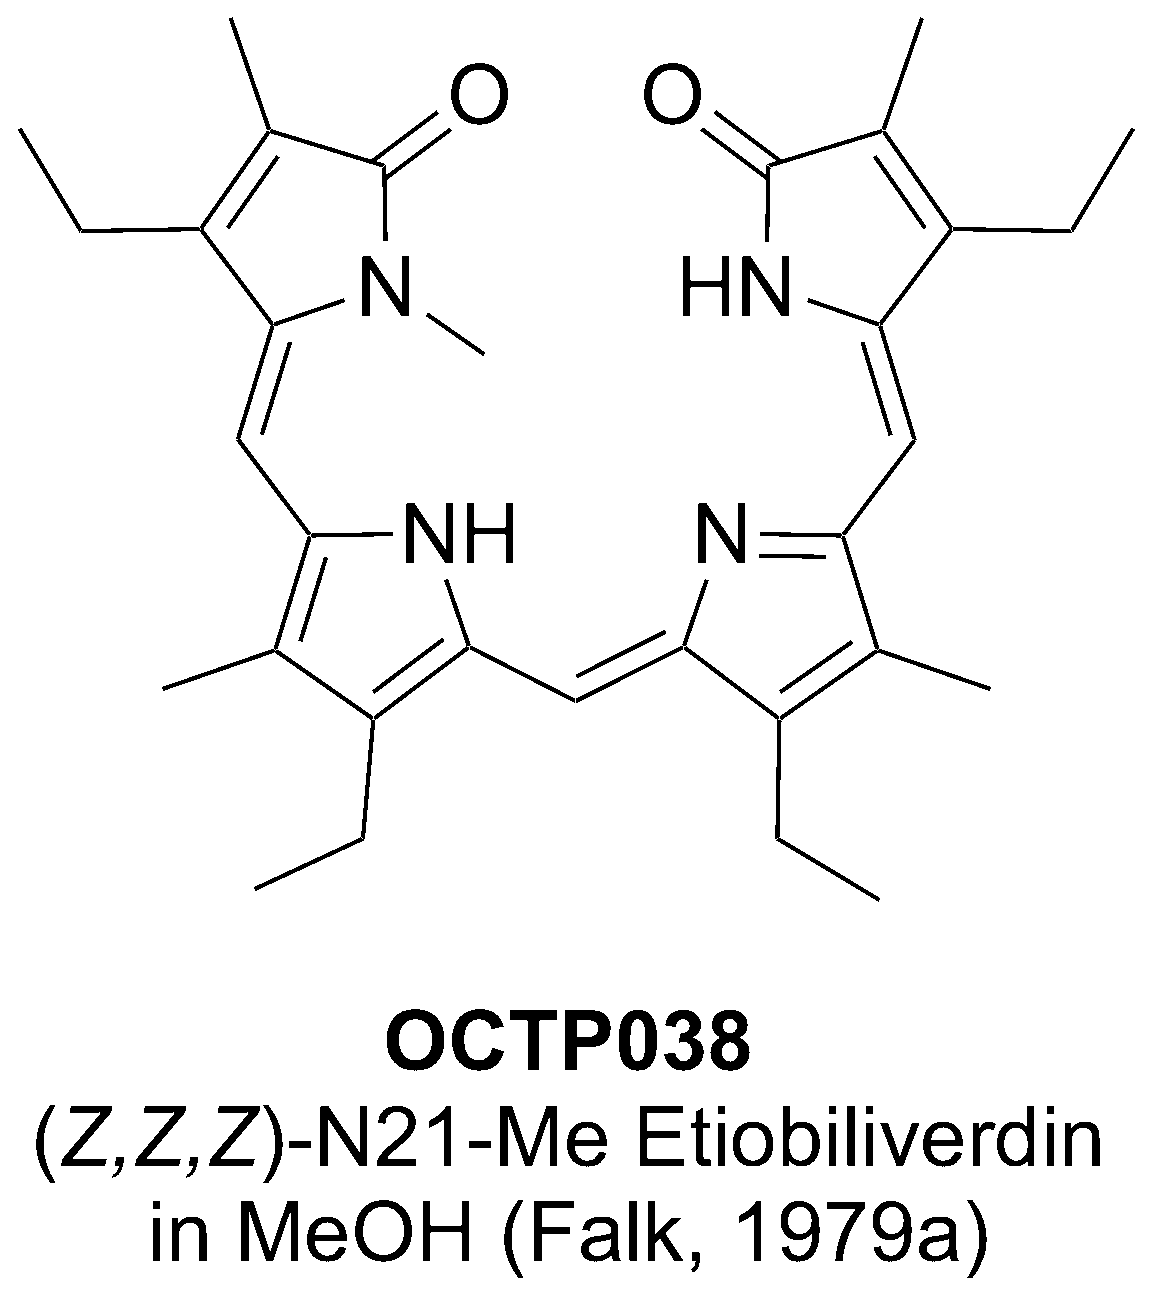 O O
N HN
NH N
OCTP038
(Z,Z,Z)-N21-Me Etiobiliverdin
in MeOH (Falk, 1979a)